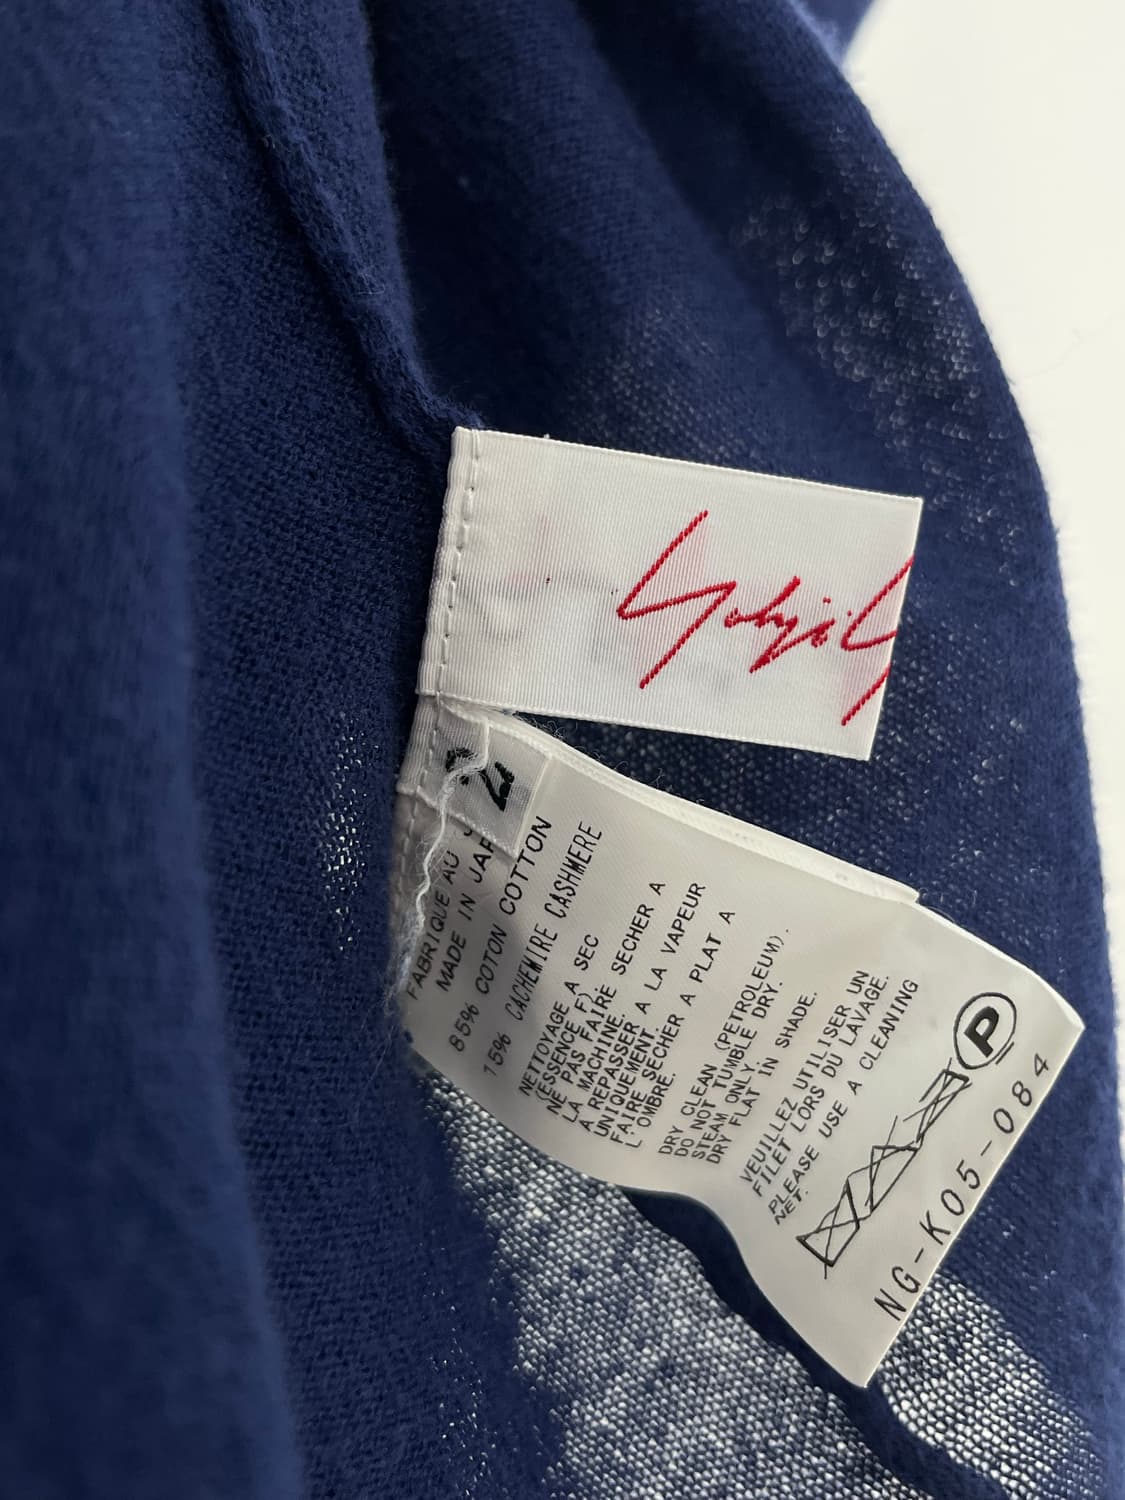 Yohji Y
2
FABRIQUE AU J
MADE IN JAP
85% COTON COTTON
15% CACHEMIRE CASHMERE
NETTOYAGE A SEC
(ESSENCE F).
NE PAS FAIRE SECHER A
LA MACHINE.
A REPASSER A LA VAPEUR
UNIQUEMENT.
FAIRE SECHER A PLAT A
L'OMBRE.
DRY CLEAN (PETROLEUM).
DO NOT TUMBLE DRY.
STEAM ONLY.
DRY FLAT IN SHADE.
VEUILLEZ UTILISER UN
FILET LORS DU LAVAGE.
PLEASE USE A CLEANING
NET.
P
NG-K05-084